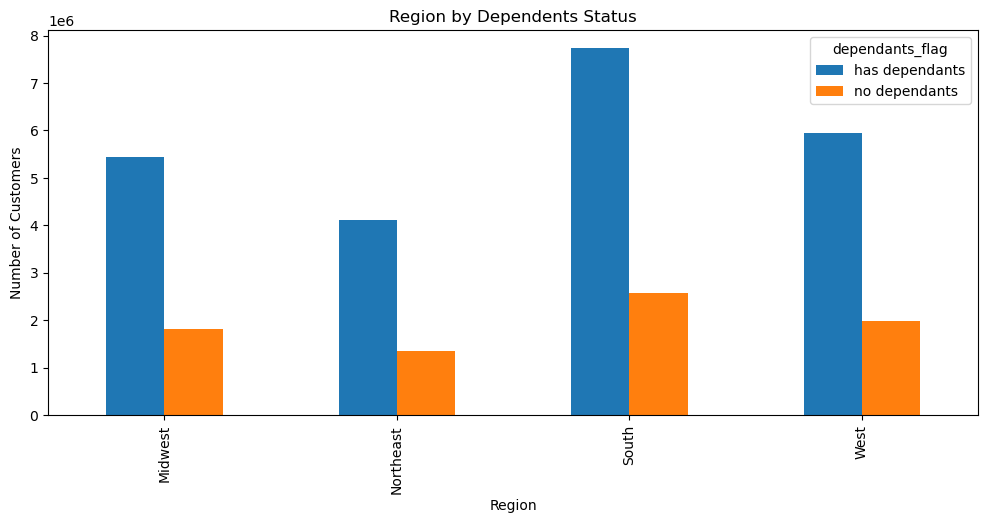 Region by Dependents Status
1e6
8
7
6
5
4
3
2
1
0
Number of Customers
dependants_flag
has dependants
no dependants
Midwest
Northeast
South
West
Region